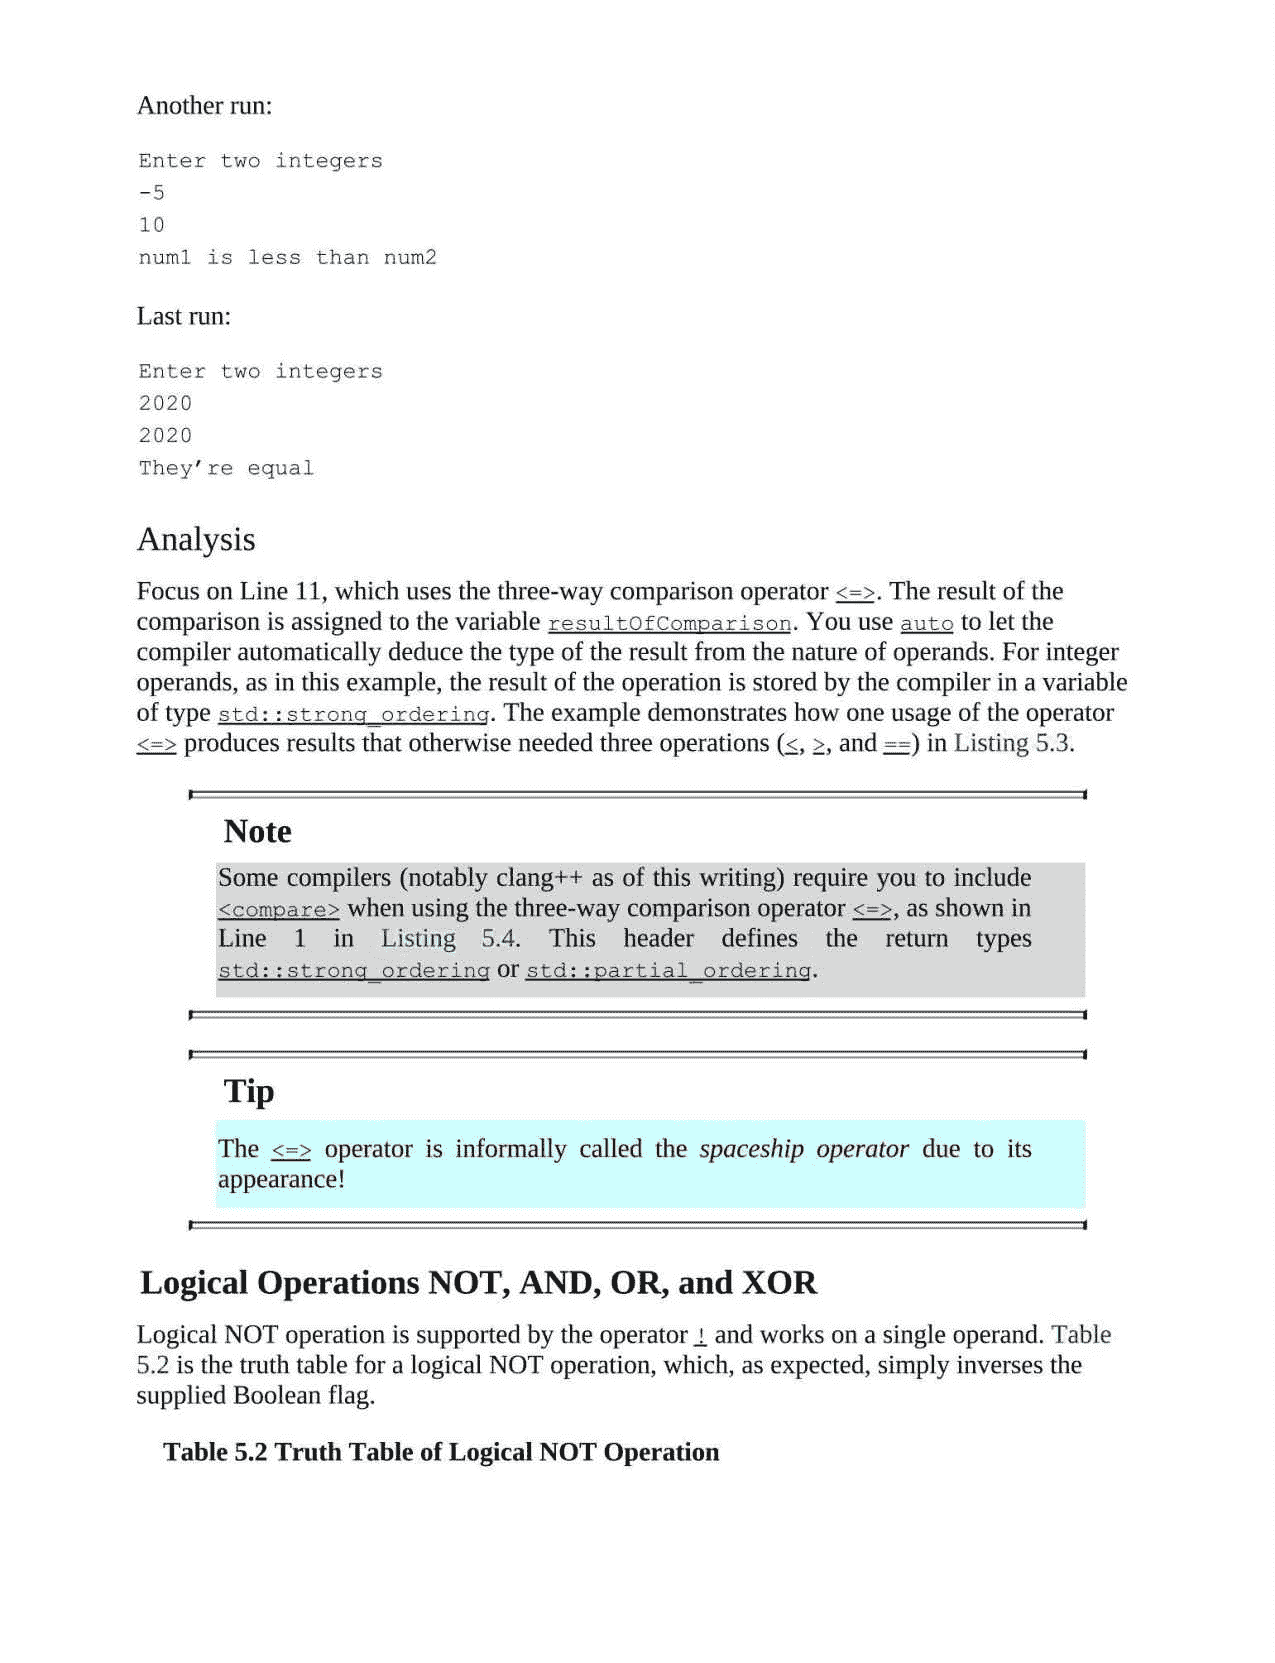 Another run:
Enter two integers
-5
10
num1 is less than num2
Last run:
Enter two integers
2020
2020
They’re equal
Analysis
Focus on Line 11, which uses the three-way comparison operator <=>. The result of the
comparison is assigned to the variable resultOfComparison. You use auto to let the
compiler automatically deduce the type of the result from the nature of operands. For integer
operands, as in this example, the result of the operation is stored by the compiler in a variable
of type std::strong_ordering. The example demonstrates how one usage of the operator
<=> produces results that otherwise needed three operations (<, >, and ==) in Listing 5.3.
Note
Some compilers (notably clang++ as of this writing) require you to include
<compare> when using the three-way comparison operator <=>, as shown in
Line 1 in Listing 5.4. This header defines the return types
std::strong_ordering or std::partial_ordering.
Tip
The <=> operator is informally called the spaceship operator due to its
appearance!
Logical Operations NOT, AND, OR, and XOR
Logical NOT operation is supported by the operator ! and works on a single operand. Table
5.2 is the truth table for a logical NOT operation, which, as expected, simply inverses the
supplied Boolean flag.
Table 5.2 Truth Table of Logical NOT Operation